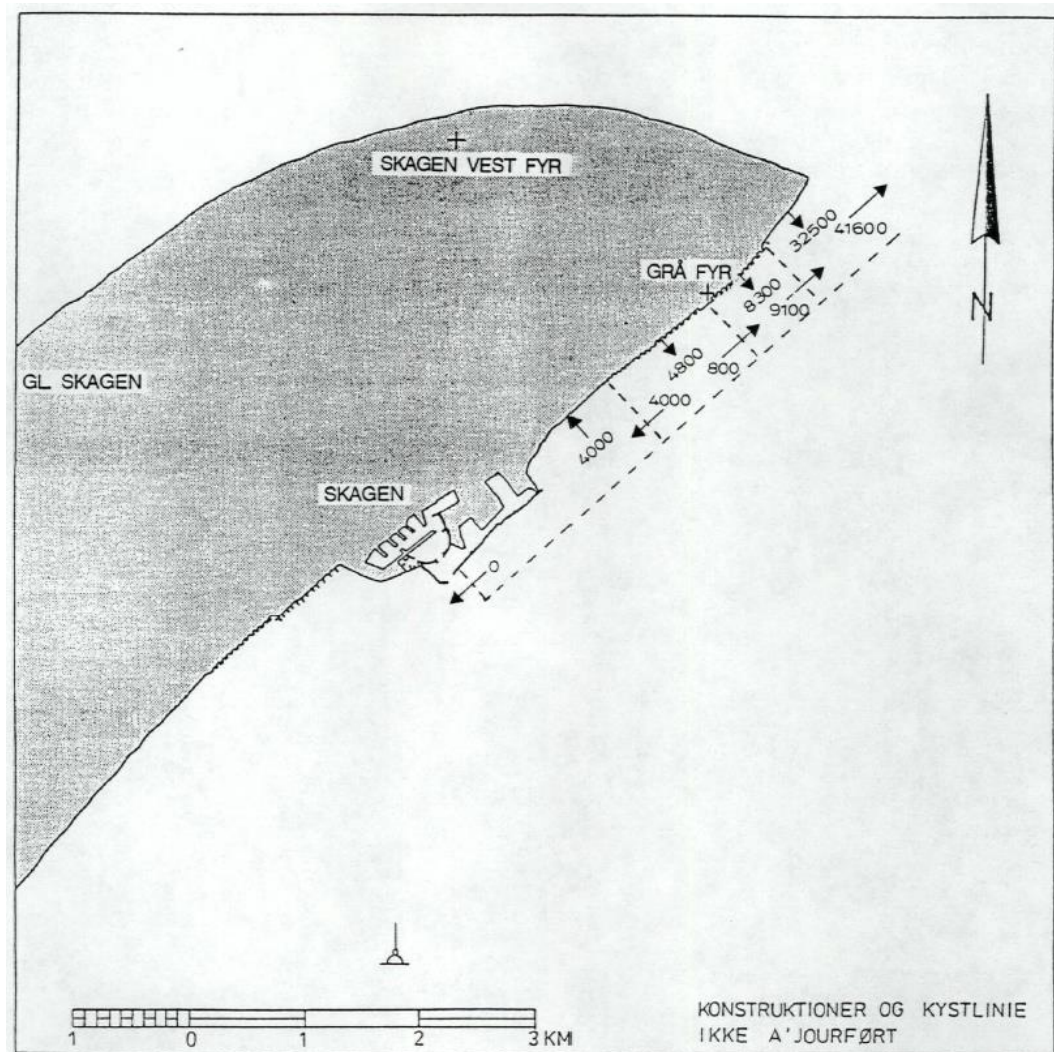 SKAGEN VEST FYR
32500
41600
GRÅ FYR
8300
9100
4800
800
4000
4000
GL. SKAGEN
SKAGEN
0
N
1 0 1 2 3 KM
KONSTRUKTIONER OG KYSTLINIE
IKKE A'JOURFØRT